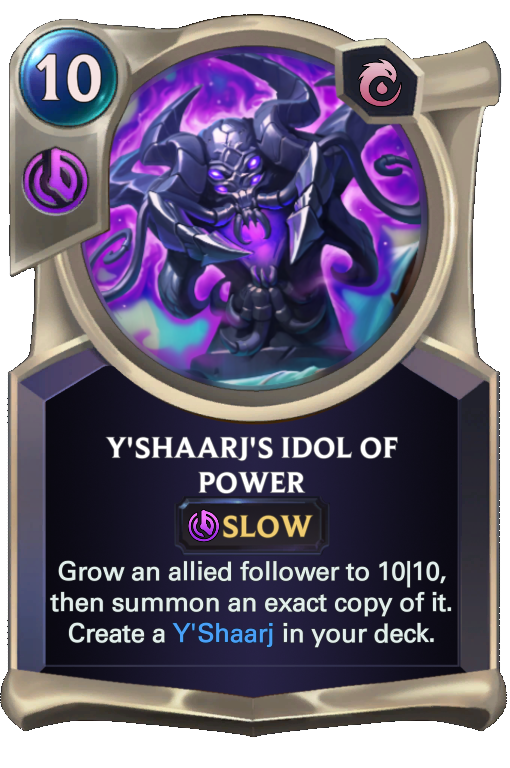 10
Y'SHAARJ'S IDOL OF
POWER
SLOW
Grow an allied follower to 10|10,
then summon an exact copy of it.
Create a Y'Shaarj in your deck.